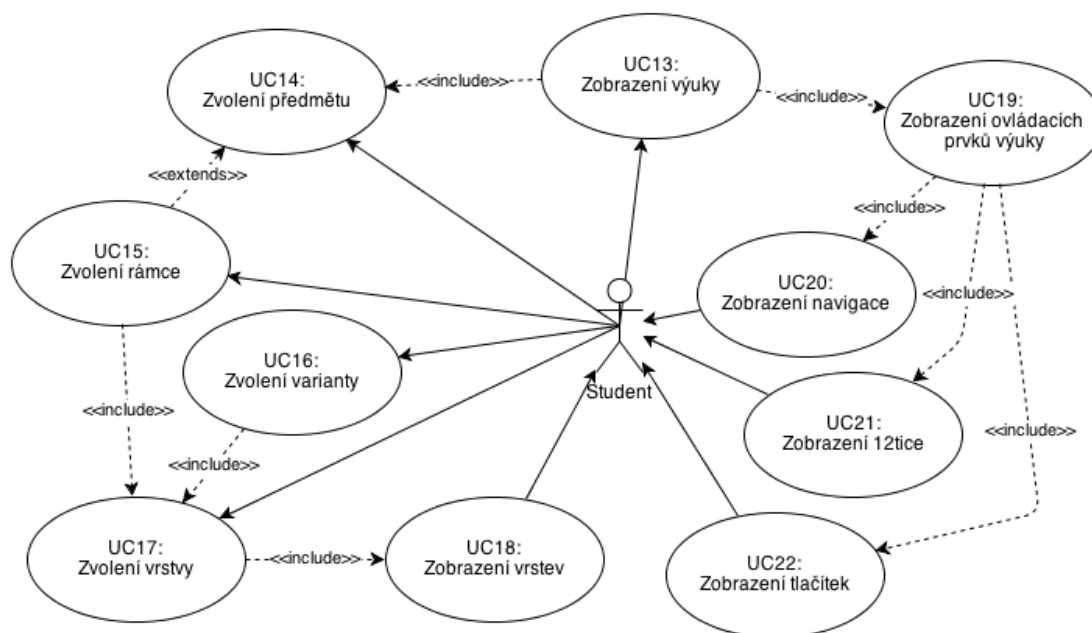 UC14:
Zvolení předmětu
<<include>>
UC13:
Zobrazení výuky
<<include>>
UC19:
Zobrazení ovládacích
prvků výuky
<<extends>>
<<include>>
UC15:
Zvolení rámce
UC20:
Zobrazení navigace
<<include>>
UC16:
Zvolení varianty
Student
<<include>>
UC21:
Zobrazení 12tice
<<include>>
<<include>>
UC17:
Zvolení vrstvy
<<include>>
UC18:
Zobrazení vrstev
UC22:
Zobrazení tlačítek